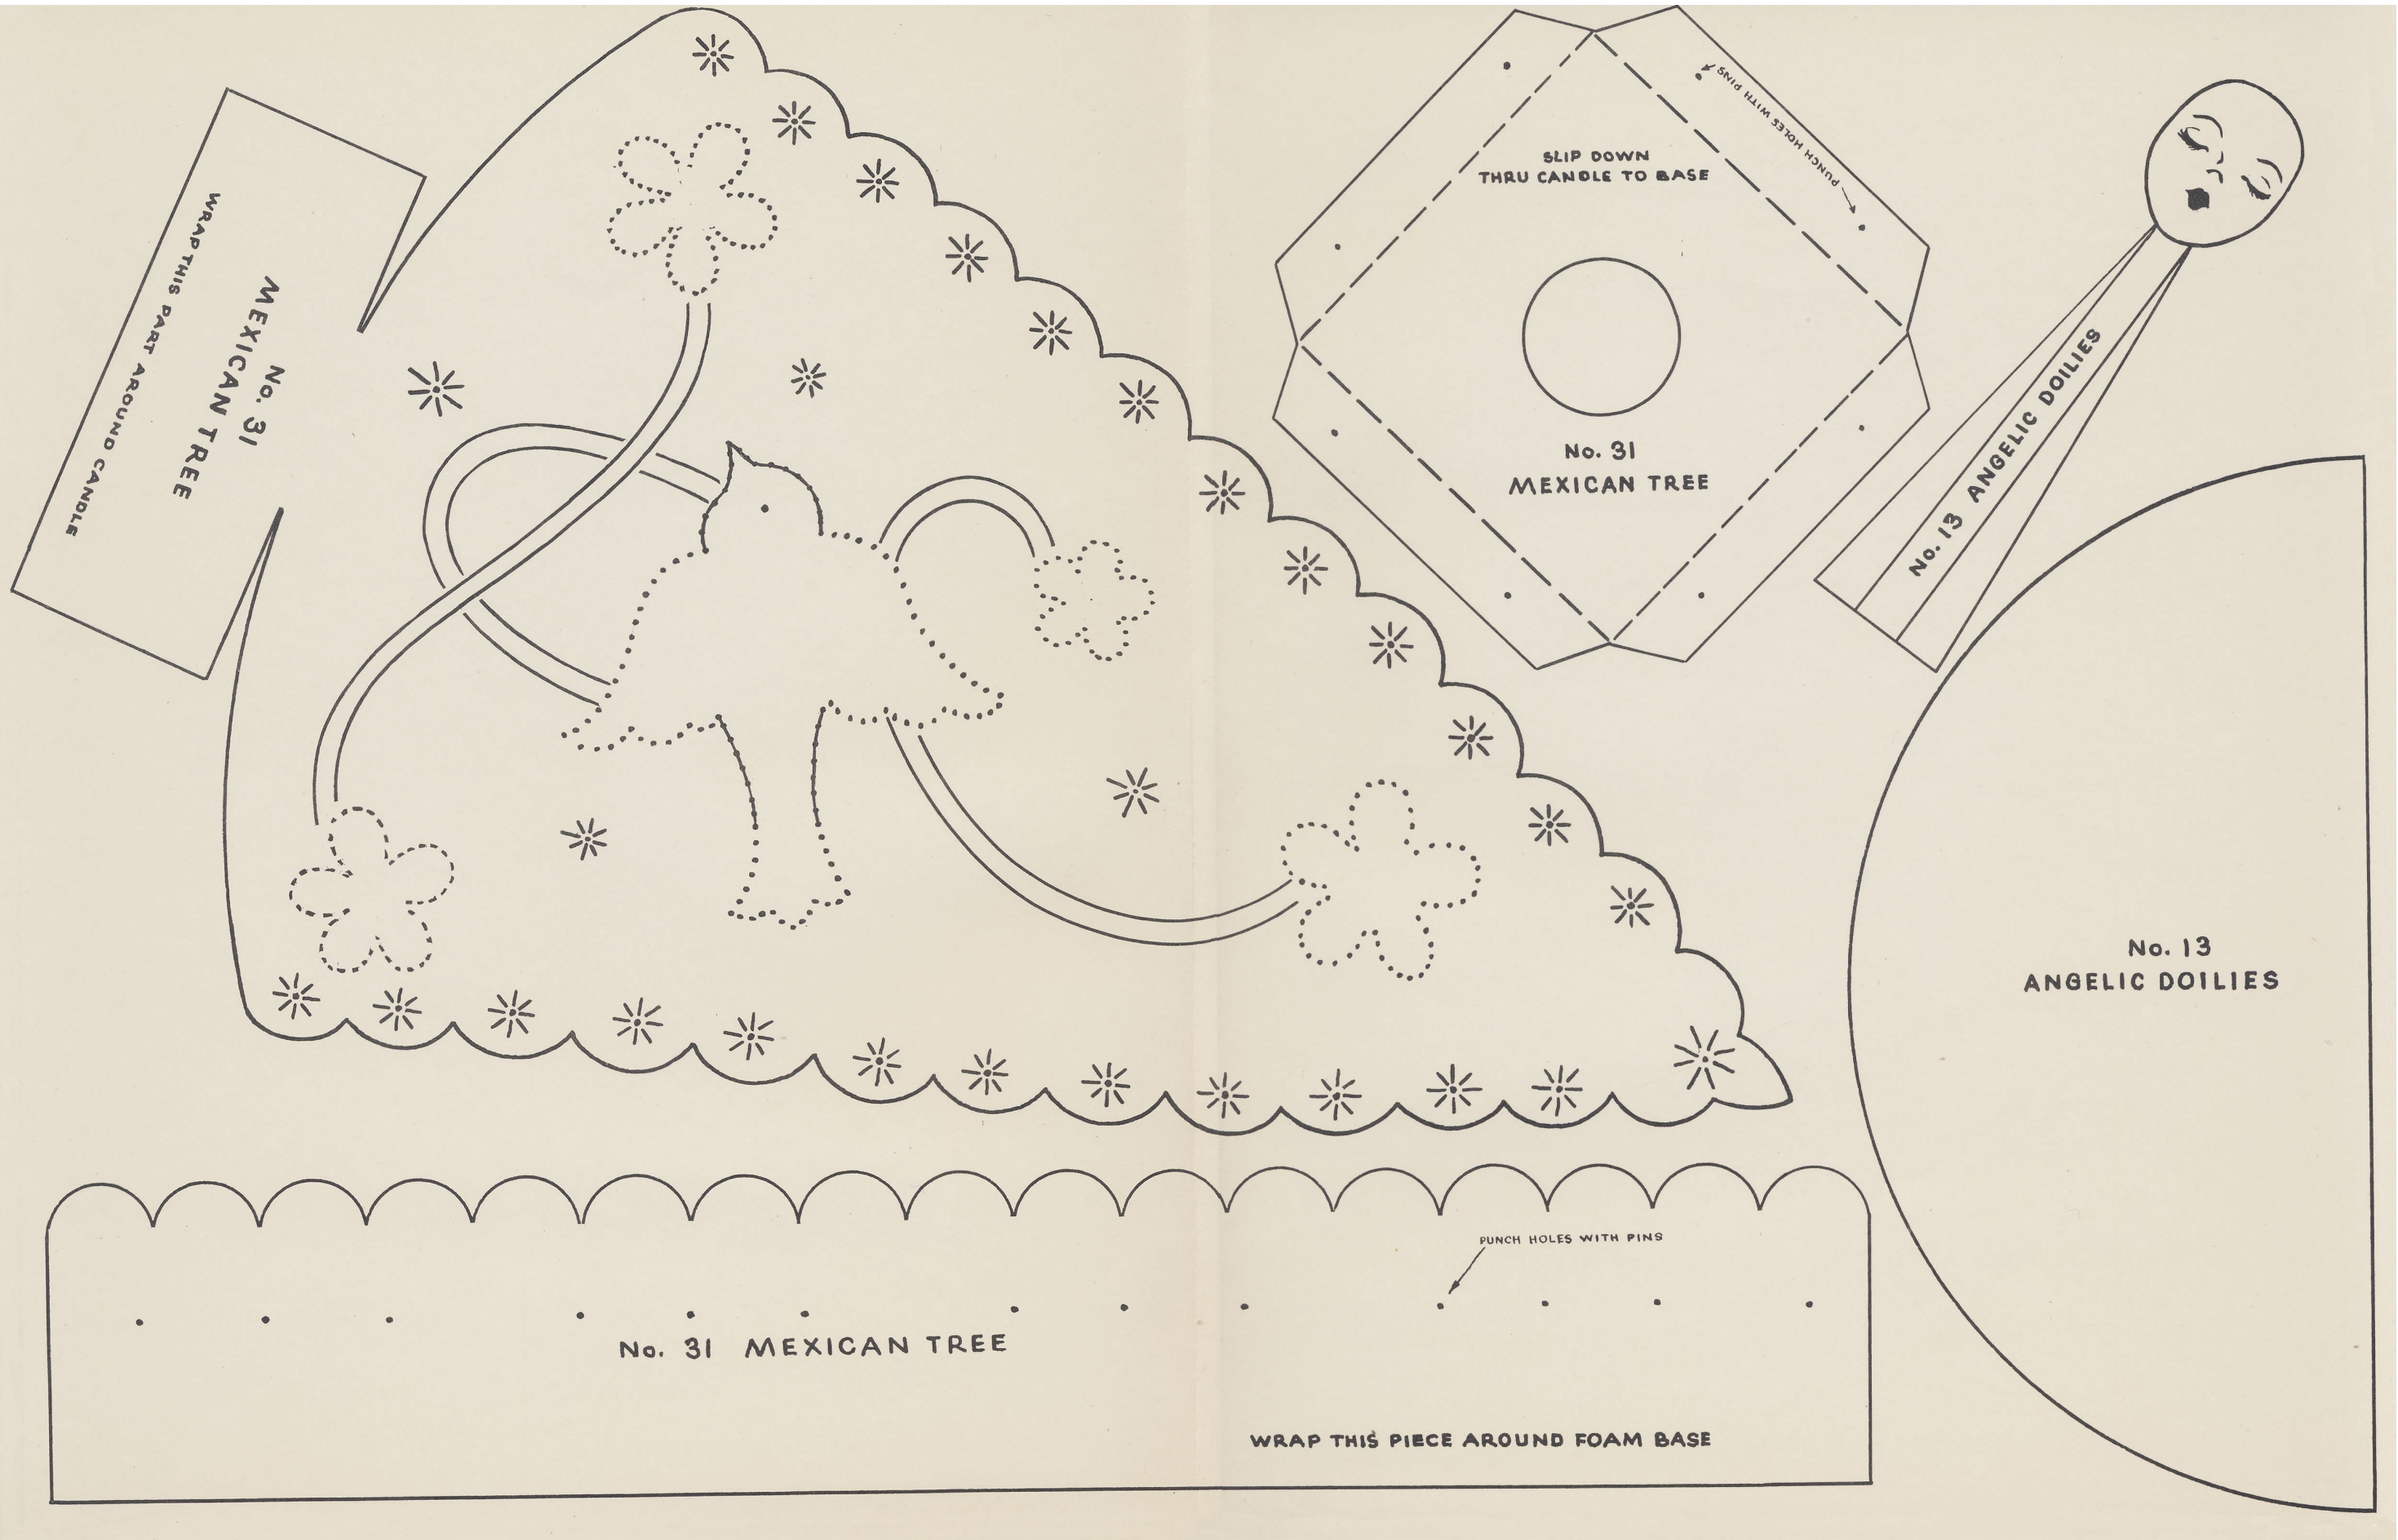 WRAP THIS PART AROUND CANDLE
No. 31
MEXICAN TREE
PUNCH HOLES WITH PINS
SLIP DOWN
THRU CANDLE TO BASE
No. 31
MEXICAN TREE
No. 13 ANGELIC DOILIES
No. 13
ANGELIC DOILIES
PUNCH HOLES WITH PINS
No. 31 MEXICAN TREE
WRAP THIS PIECE AROUND FOAM BASE